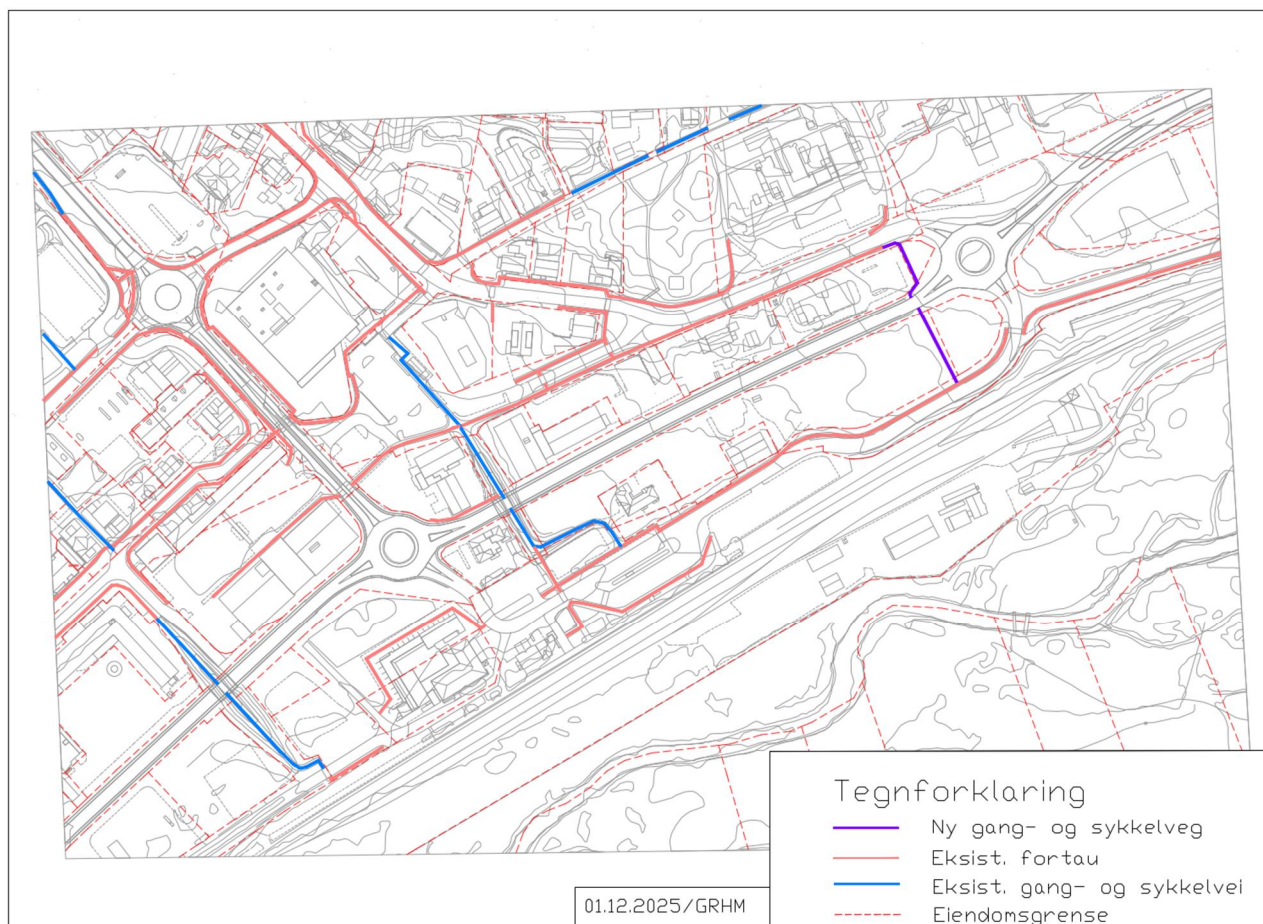 Tegnforklaring
Ny gang- og sykkelveg
Eksist. fortau
Eksist. gang- og sykkelvei
Eiendomsgrense
01.12.2025/GRHM